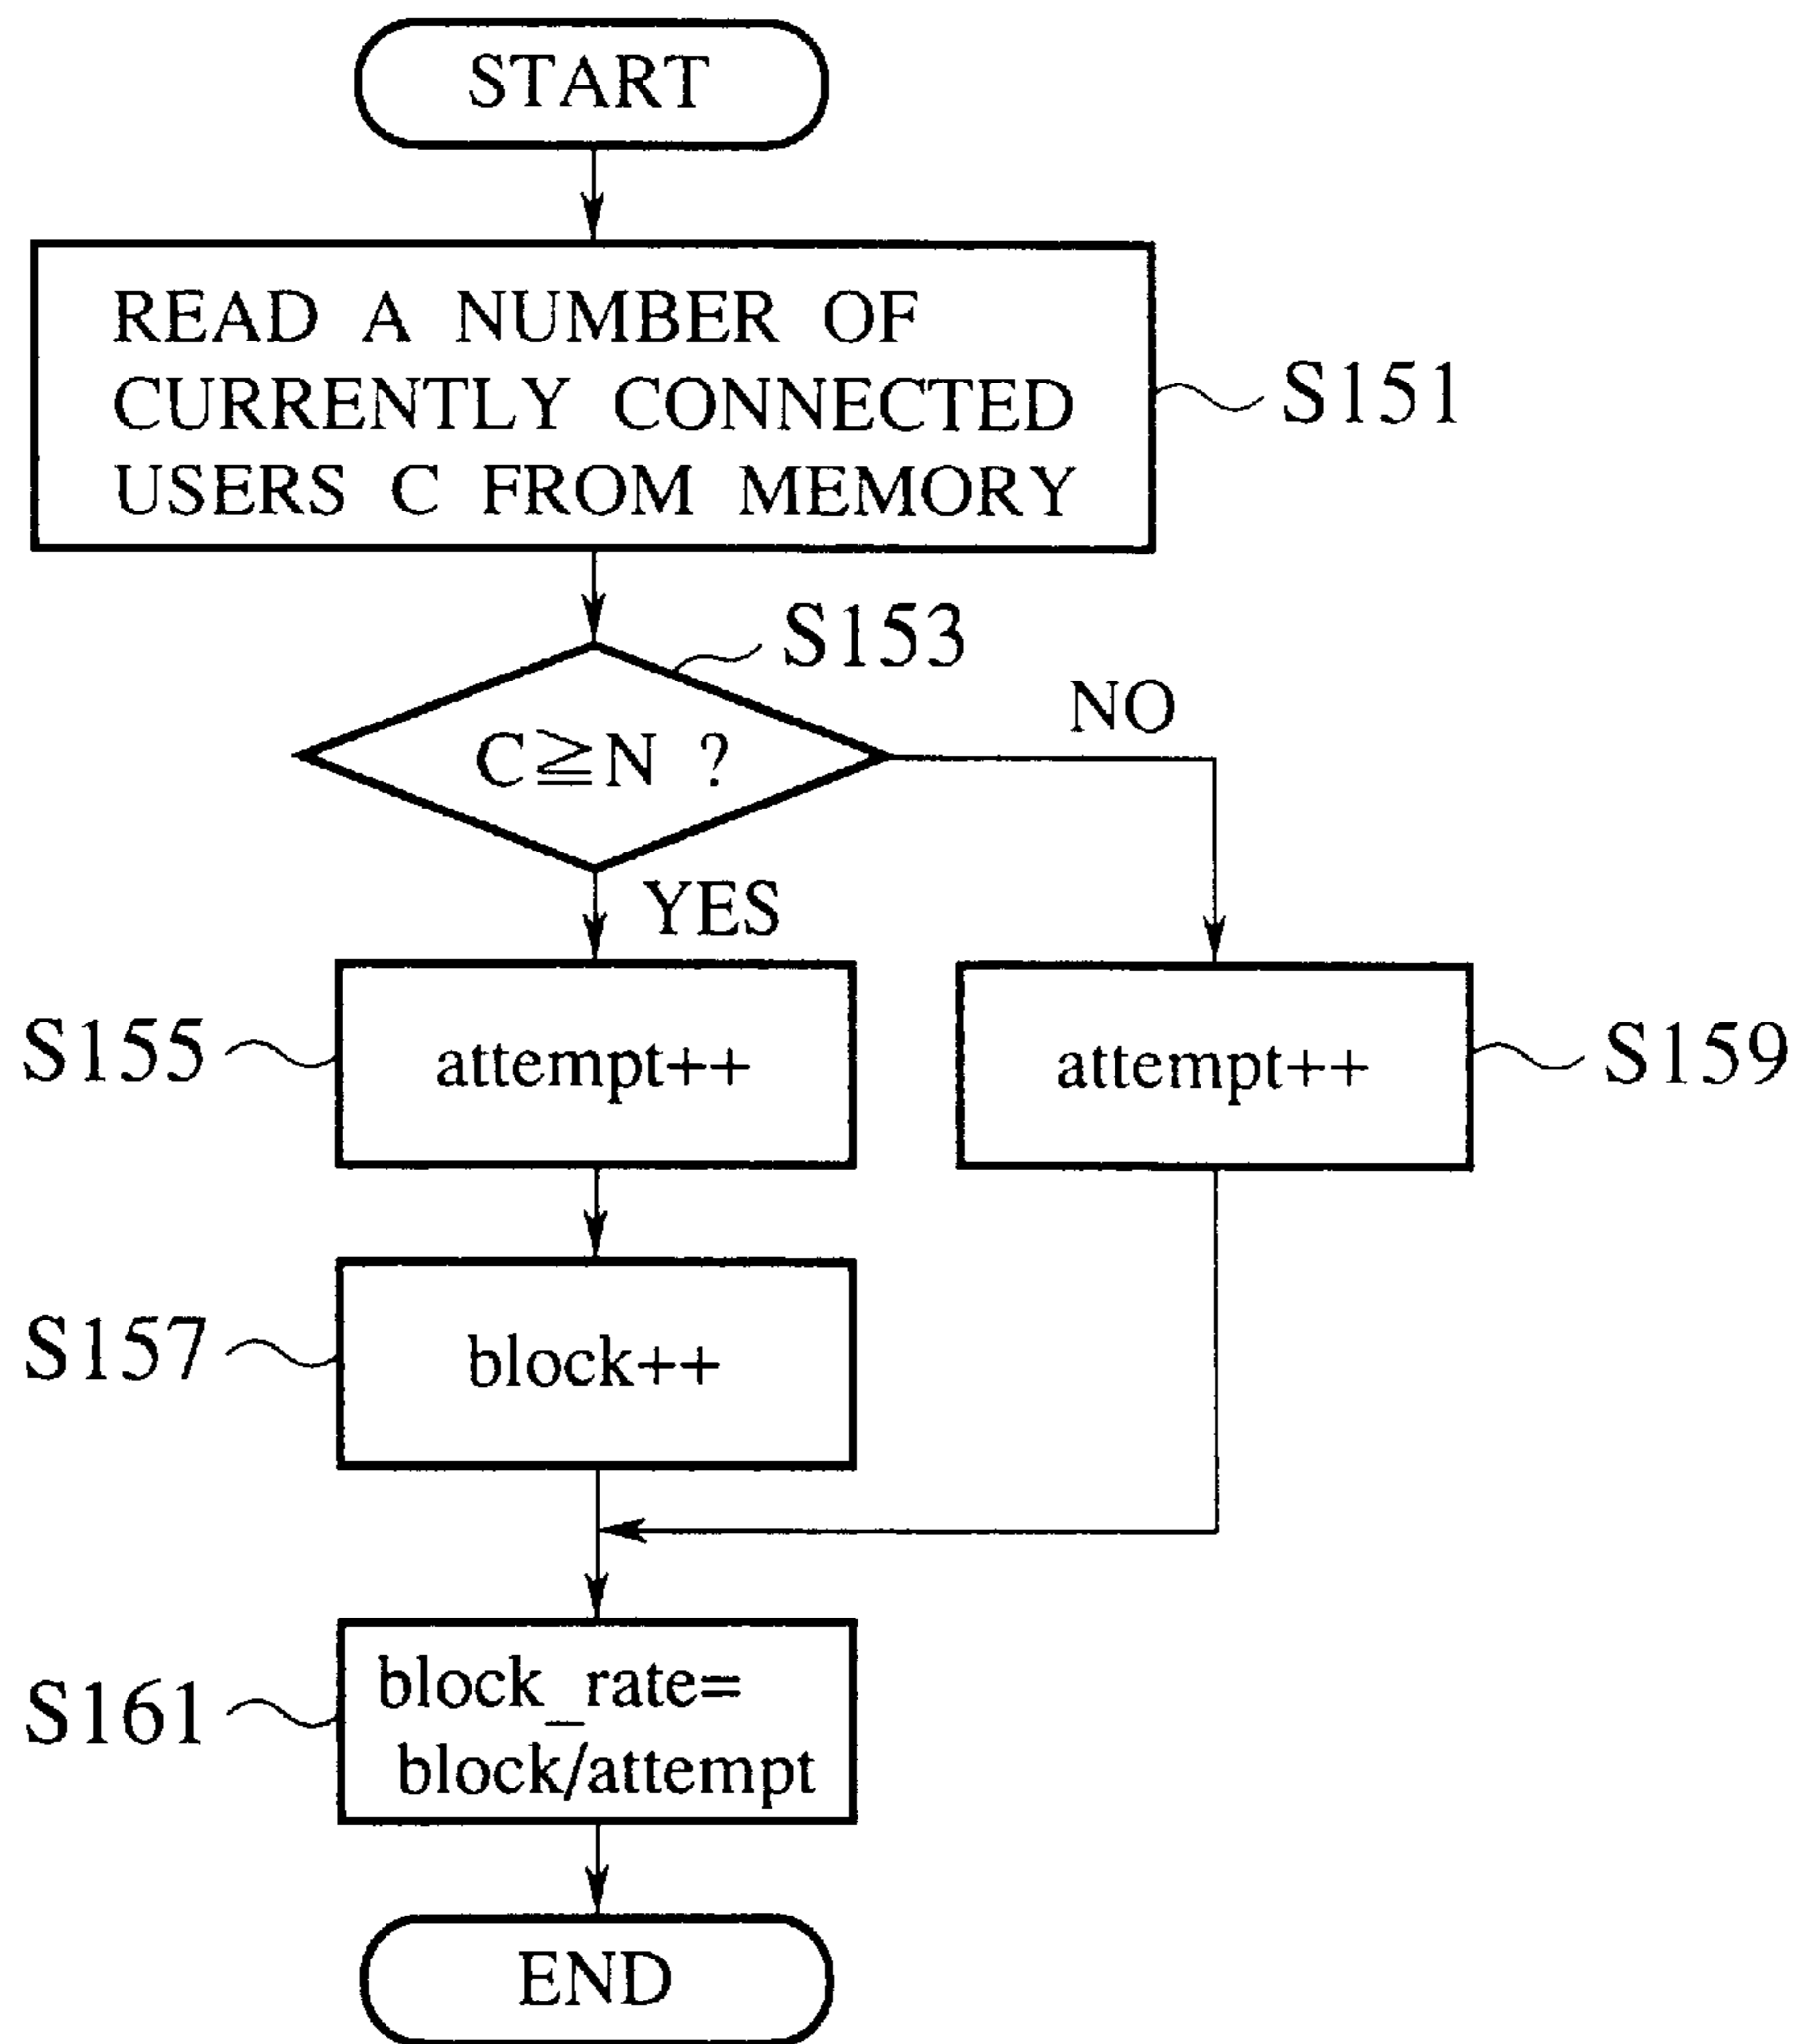 START
READ A NUMBER OF
CURRENTLY CONNECTED
USERS C FROM MEMORY
S151
S153
C≧N ?
NO
YES
S155
attempt++
attempt++
S159
S157
block++
S161
block_rate=
block/attempt
END